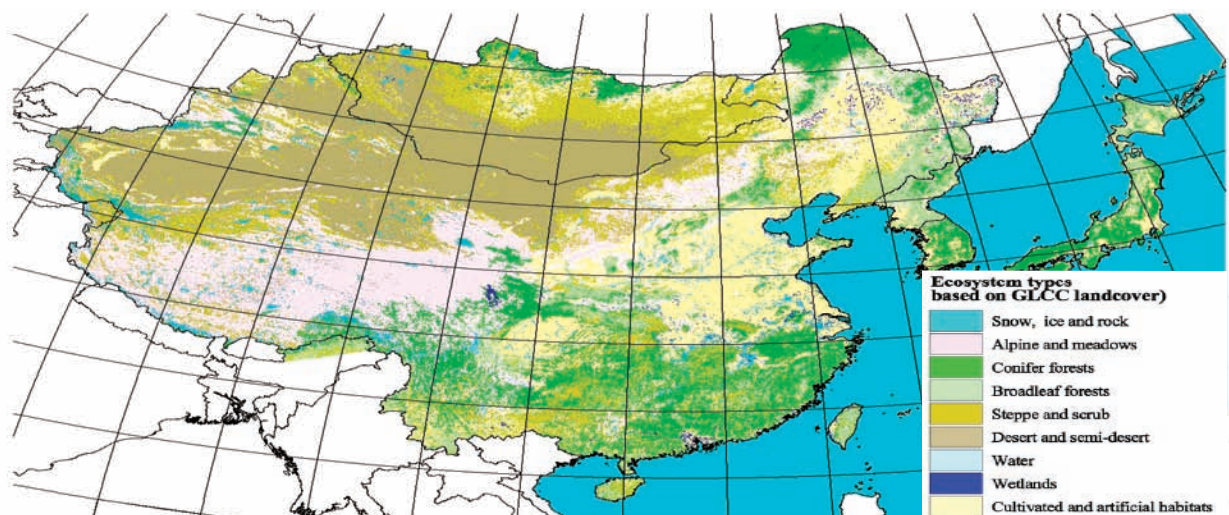 Ecosystem types
based on GLCC landcover)
Snow, ice and rock
Alpine and meadows
Conifer forests
Broadleaf forests
Steppe and scrub
Desert and semi-desert
Water
Wetlands
Cultivated and artificial habitats